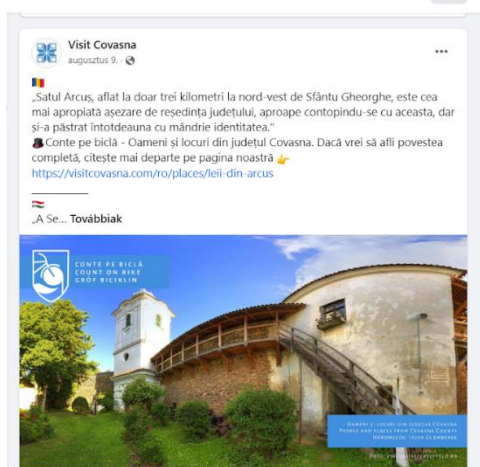 Visit Covasna
augusztus 9.
„Satul Arcuș, aflat la doar trei kilometri la nord-vest de Sfântu Gheorghe, este cea
mai apropiată așezare de reședința județului, aproape contopindu-se cu aceasta, dar
și-a păstrat întotdeauna cu mândrie identitatea.”
Conte pe biclă - Oameni și locuri din județul Covasna. Dacă vrei să afli povestea
completă, citește mai departe pe pagina noastră
https://visitcovasna.com/ro/places/leii-din-arcus
„A Se... Továbbiak
CONTE PE BICLĂ
COUNT ON BIKE
GRÓF BICIKLIN
OAMENI ȘI LOCURI DIN JUDEȚUL COVASNA
PEOPLE AND PLACES FROM COVASNA COUNTY